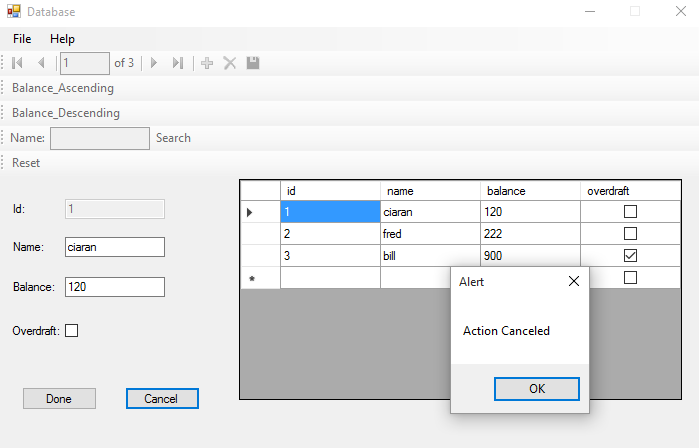 Database
File Help
1 of 3
Balance_Ascending
Balance_Descending
Name: Search
Reset
Id: 1
Name: ciaran
Balance: 120
Overdraft:
Done Cancel
id name balance overdraft
1 ciaran 120
2 fred 222
3 bill 900
*
Alert
Action Canceled
OK